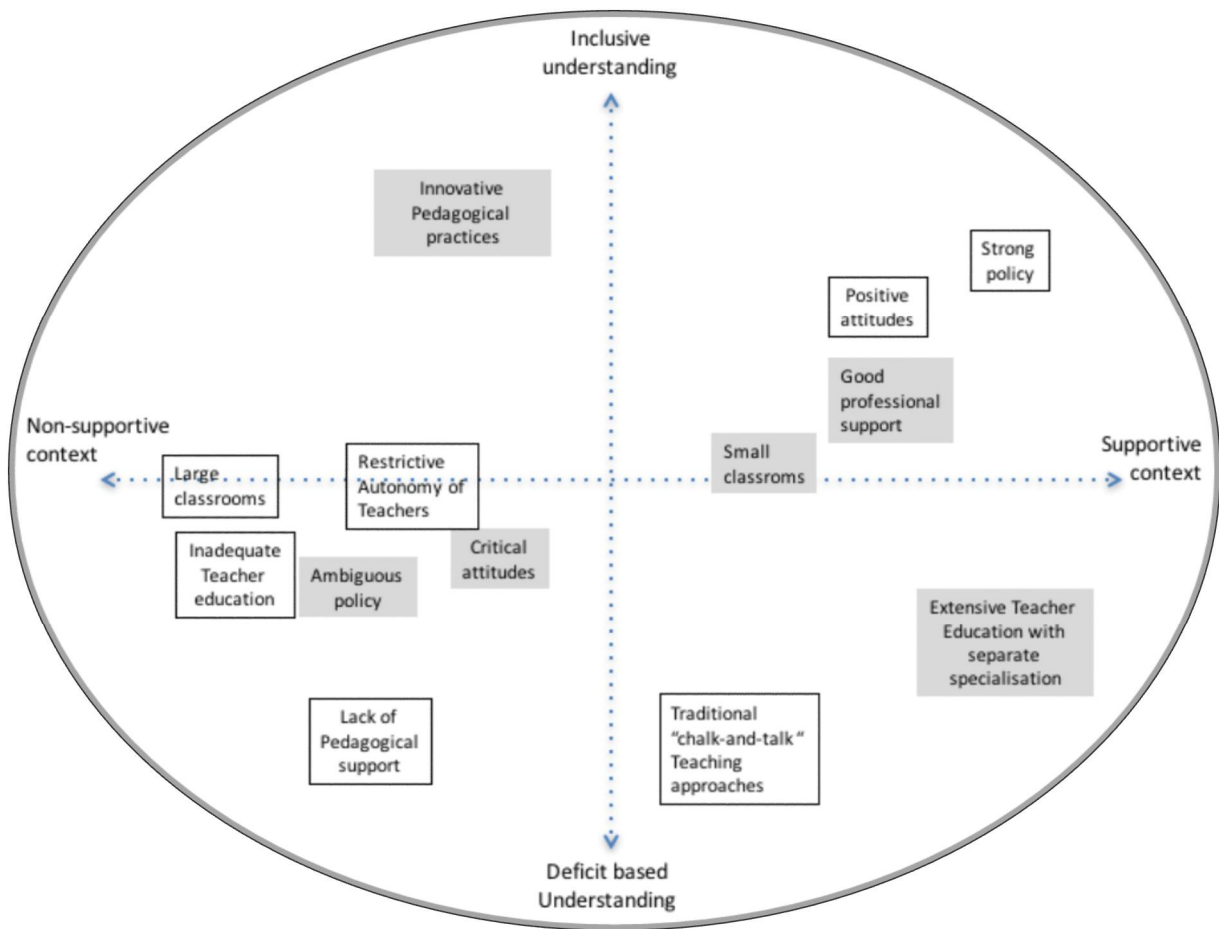 Inclusive
understanding
Innovative
Pedagogical
practices
Strong
policy
Positive
attitudes
Good
professional
support
Non-supportive
context
Supportive
context
Large
classrooms
Restrictive
Autonomy of
Teachers
Small
classroms
Inadequate
Teacher
education
Ambiguous
policy
Critical
attitudes
Extensive Teacher
Education with
separate
specialisation
Lack of
Pedagogical
support
Traditional
“chalk-and-talk“
Teaching
approaches
Deficit based
Understanding